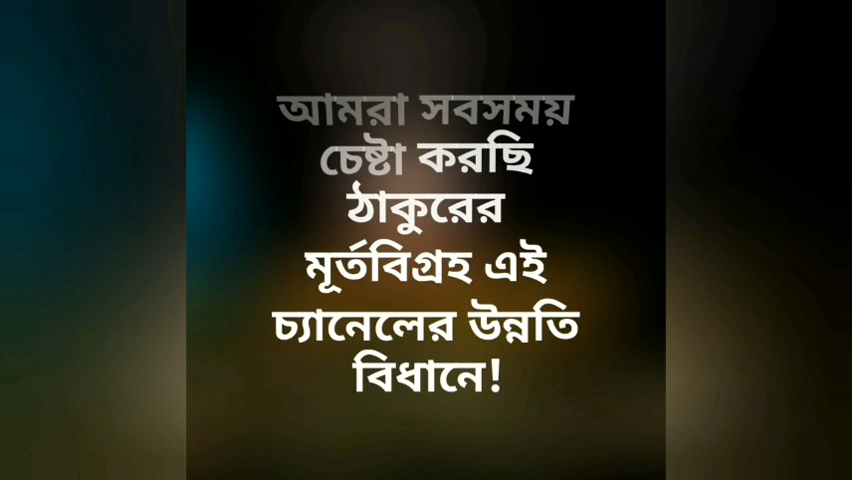 আমরা সবসময়
চেষ্টা করছি
ঠাকুরের
মূর্তবিগ্রহ এই
চ্যানেলের উন্নতি
বিধানে!